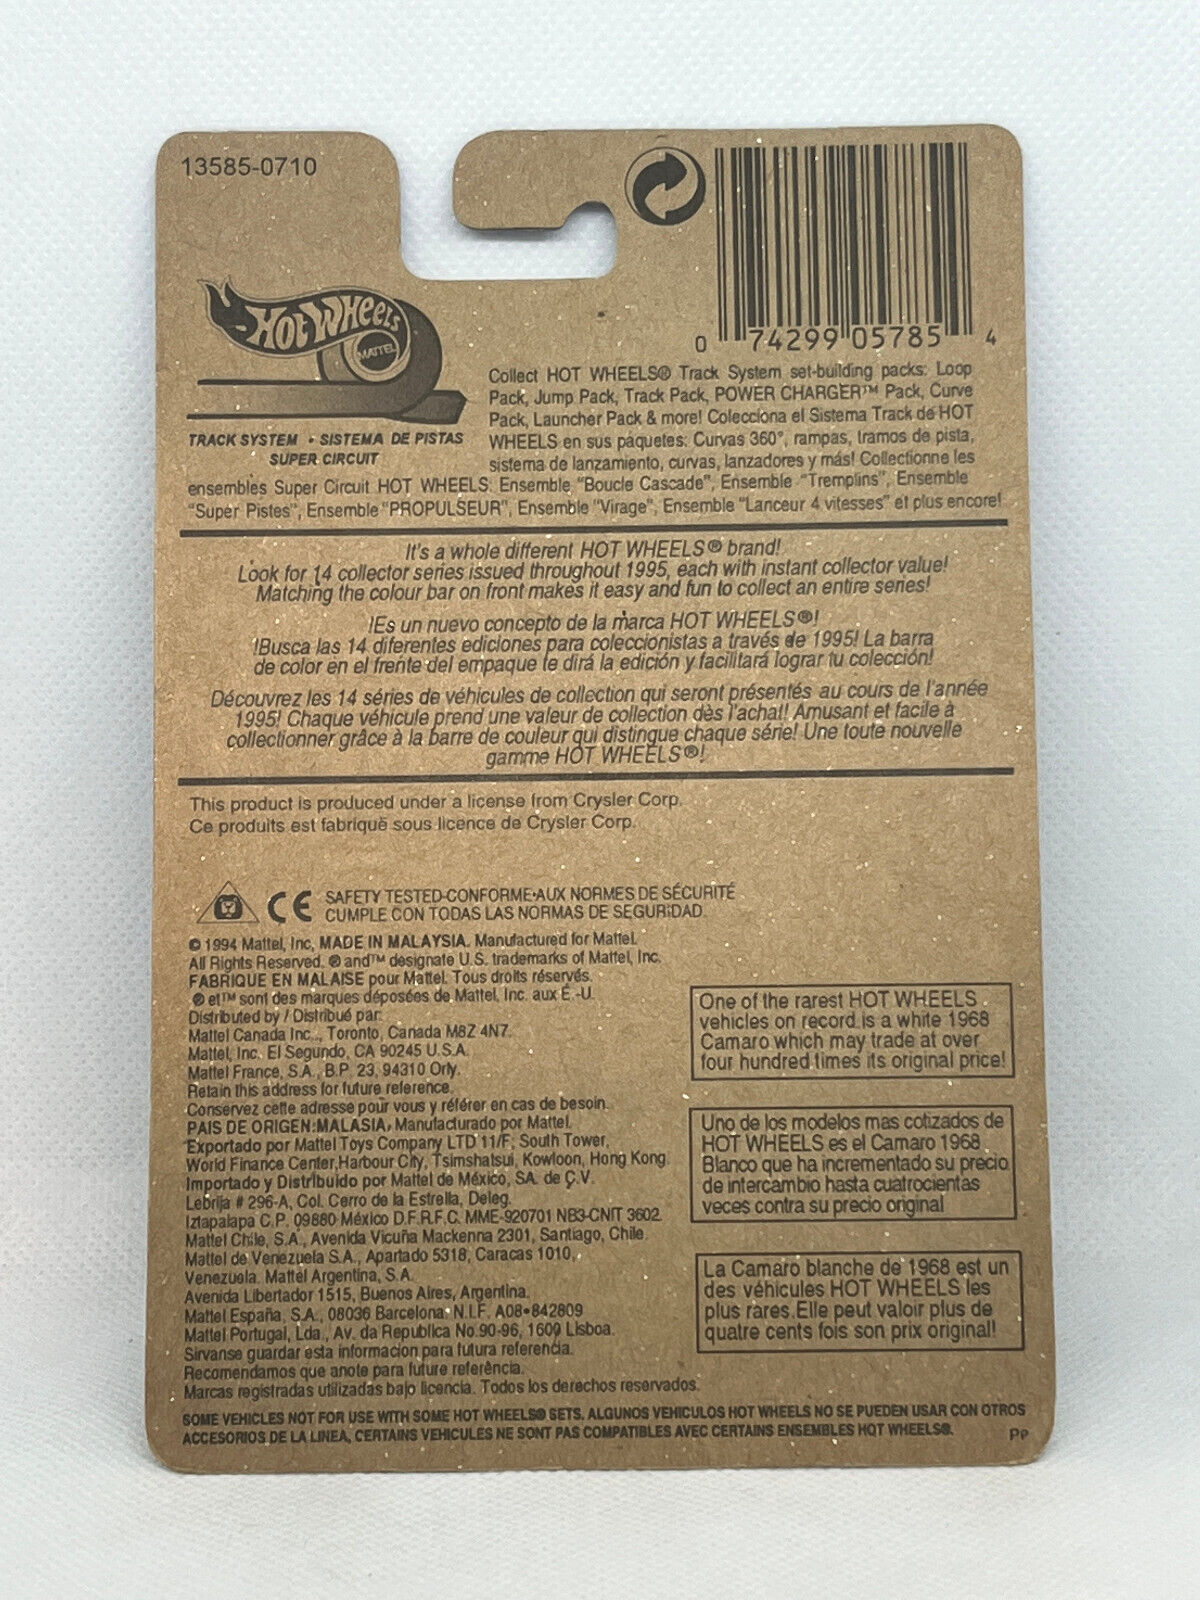 13585-0710
0 74299 05785 4
HOT WHEELS
MATTEL
TRACK SYSTEM • SISTEMA DE PISTAS
SUPER CIRCUIT
Collect HOT WHEELS® Track System set-building packs: Loop
Pack, Jump Pack, Track Pack, POWER CHARGER™ Pack, Curve
Pack, Launcher Pack & more! Colecciona el Sistema Track de HOT
WHEELS en sus paquetes: Curvas 360°, rampas, tramos de pista,
sistema de lanzamiento, curvas, lanzadores y más! Collectionne les
ensembles Super Circuit HOT WHEELS: Ensemble "Boucle Cascade", Ensemble "Tremplins", Ensemble
"Super Pistes", Ensemble "PROPULSEUR", Ensemble "Virage", Ensemble "Lanceur 4 vitesses" et plus encore!
It's a whole different HOT WHEELS® brand!
Look for 14 collector series issued throughout 1995, each with instant collector value!
Matching the colour bar on front makes it easy and fun to collect an entire series!
!Es un nuevo concepto de la marca HOT WHEELS®!
!Busca las 14 diferentes ediciones para coleccionistas a través de 1995! La barra
de color en el frente del empaque te dirá la edición y facilitará lograr tu colección!
Découvrez les 14 séries de véhicules de collection qui seront présentés au cours de l'année
1995! Chaque véhicule prend une valeur de collection dès l'achat! Amusant et facile à
collectionner grâce à la barre de couleur qui distingue chaque série! Une toute nouvelle
gamme HOT WHEELS®!
This product is produced under a license from Crysler Corp.
Ce produits est fabriquè sous licence de Crysler Corp.
CE SAFETY TESTED-CONFORME•AUX NORMES DE SÉCURITÉ
CUMPLE CON TODAS LAS NORMAS DE SEGURIDAD
© 1994 Mattel, Inc, MADE IN MALAYSIA. Manufactured for Mattel.
All Rights Reserved. ® and™ designate U.S. trademarks of Mattel, Inc.
FABRIQUE EN MALAISE pour Mattel. Tous droits réservés.
® et™ sont des marques déposées de Mattel, Inc. aux É.-U.
Distributed by / Distribué par:
Mattel Canada Inc.., Toronto, Canada M8Z 4N7.
Mattel, Inc. El Segundo, CA 90245 U.S.A.
Mattel France, S.A., B.P. 23, 94310 Orly.
Retain this address for future reference.
Conservez cette adresse pour vous y référer en cas de besoin.
PAIS DE ORIGEN:MALASIA, Manufacturado por Mattel.
Exportado por Mattel Toys Company LTD 11/F, South Tower,
World Finance Center,Harbour City, Tsimshatsui, Kowloon, Hong Kong.
Importado y Distribuido por Mattel de México, SA. de C.V.
Lebrija # 296-A, Col. Cerro de la Estrella, Deleg.
Iztapalapa C.P. 09880 México D.F.R.F.C. MME-920701 NB3-CNIT 3602.
Mattel Chile, S.A., Avenida Vicuña Mackenna 2301, Santiago, Chile.
Mattel de Venezuela S.A., Apartado 5318, Caracas 1010,
Venezuela. Mattel Argentina, S.A.
Avenida Libertador 1515, Buenos Aires, Argentina.
Mattel España, S.A., 08036 Barcelona. N.I.F. A08•842809
Mattel Portugal, Lda., Av. da Republica No.90-96, 1600 Lisboa.
Sirvanse guardar esta informacion para futura referencia.
Recomendamos que anote para future referência.
Marcas registradas utilizadas bajo licencia. Todos los derechos reservados.
One of the rarest HOT WHEELS
vehicles on record is a white 1968
Camaro which may trade at over
four hundred times its original price!
Uno de los modelos mas cotizados de
HOT WHEELS es el Camaro 1968
Blanco que ha incrementado su precio
de intercambio hasta cuatrocientas
veces contra su precio original
La Camaro blanche de 1968 est un
des véhicules HOT WHEELS les
plus rares.Elle peut valoir plus de
quatre cents fois son prix original!
SOME VEHICLES NOT FOR USE WITH SOME HOT WHEELS® SETS. ALGUNOS VEHICULOS HOT WHEELS NO SE PUEDEN USAR CON OTROS
ACCESORIOS DE LA LINEA, CERTAINS VEHICULES NE SONT PAS COMPATIBLES AVEC CERTAINS ENSEMBLES HOT WHEELS®.
PP